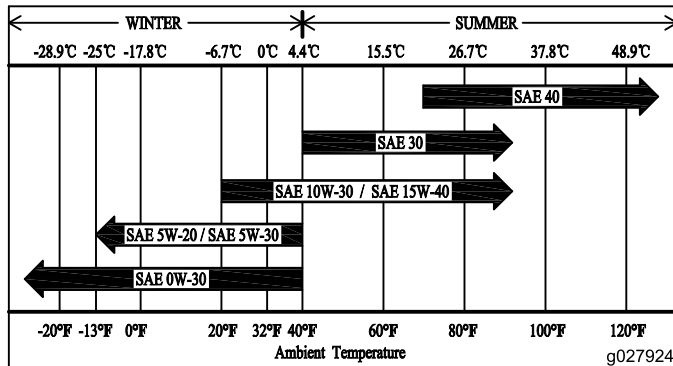 WINTER SUMMER
-28.9℃ -25℃ -17.8℃ -6.7℃ 0℃ 4.4℃ 15.5℃ 26.7℃ 37.8℃ 48.9℃
SAE 40
SAE 30
SAE 10W-30 / SAE 15W-40
SAE 5W-20 / SAE 5W-30
SAE 0W-30
-20°F -13°F 0°F 20°F 32°F 40°F 60°F 80°F 100°F 120°F
Ambient Temperature
g027924